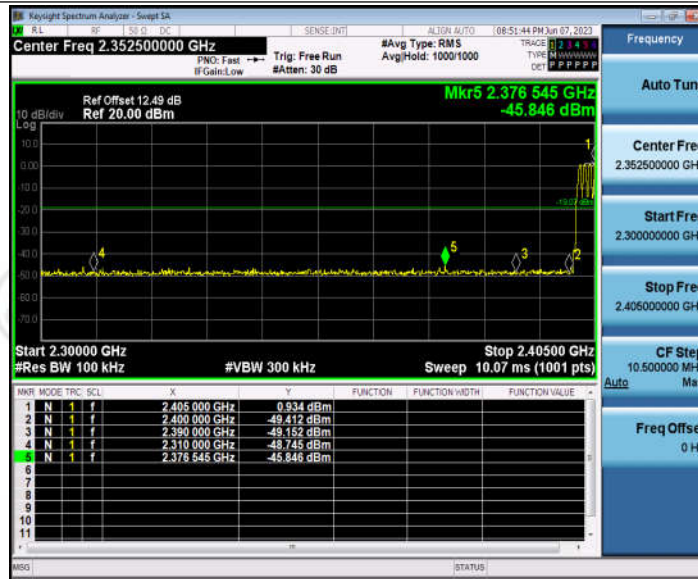 Keysight Spectrum Analyzer - Swept SA
RL RF 50 Ω DC SENSE:INT ALIGN AUTO 08:51:44 PM Jun 07, 2023
Center Freq 2.352500000 GHz
PNO: Fast
IFGain:Low
Trig: Free Run
#Atten: 30 dB
#Avg Type: RMS
Avg|Hold: 1000/1000
TRACE 1 2 3 4 5 6
TYPE M W W W W W
DET P P P P P P
Frequency
Ref Offset 12.49 dB
10 dB/div Ref 20.00 dBm
Log
Mkr5 2.376 545 GHz
-45.846 dBm
Auto Tun
10.0
0.00
-10.0
-20.0
-30.0
-40.0
-50.0
-60.0
-70.0
1
-19.07 dBm
4
5
3
2
Center Fre
2.352500000 GH
Start Fre
2.300000000 GH
Stop Fre
2.405000000 GH
Start 2.30000 GHz Stop 2.40500 GHz
#Res BW 100 kHz #VBW 300 kHz Sweep 10.07 ms (1001 pts)
CF Step
10.500000 MH
Auto Ma
MKR MODE TRC SCL X Y FUNCTION FUNCTION WIDTH FUNCTION VALUE
1 N 1 f 2.405 000 GHz 0.934 dBm
2 N 1 f 2.400 000 GHz -49.412 dBm
3 N 1 f 2.390 000 GHz -49.152 dBm
4 N 1 f 2.310 000 GHz -48.745 dBm
5 N 1 f 2.376 545 GHz -45.846 dBm
6
7
8
9
10
11
Freq Offse
0 H
MSG STATUS